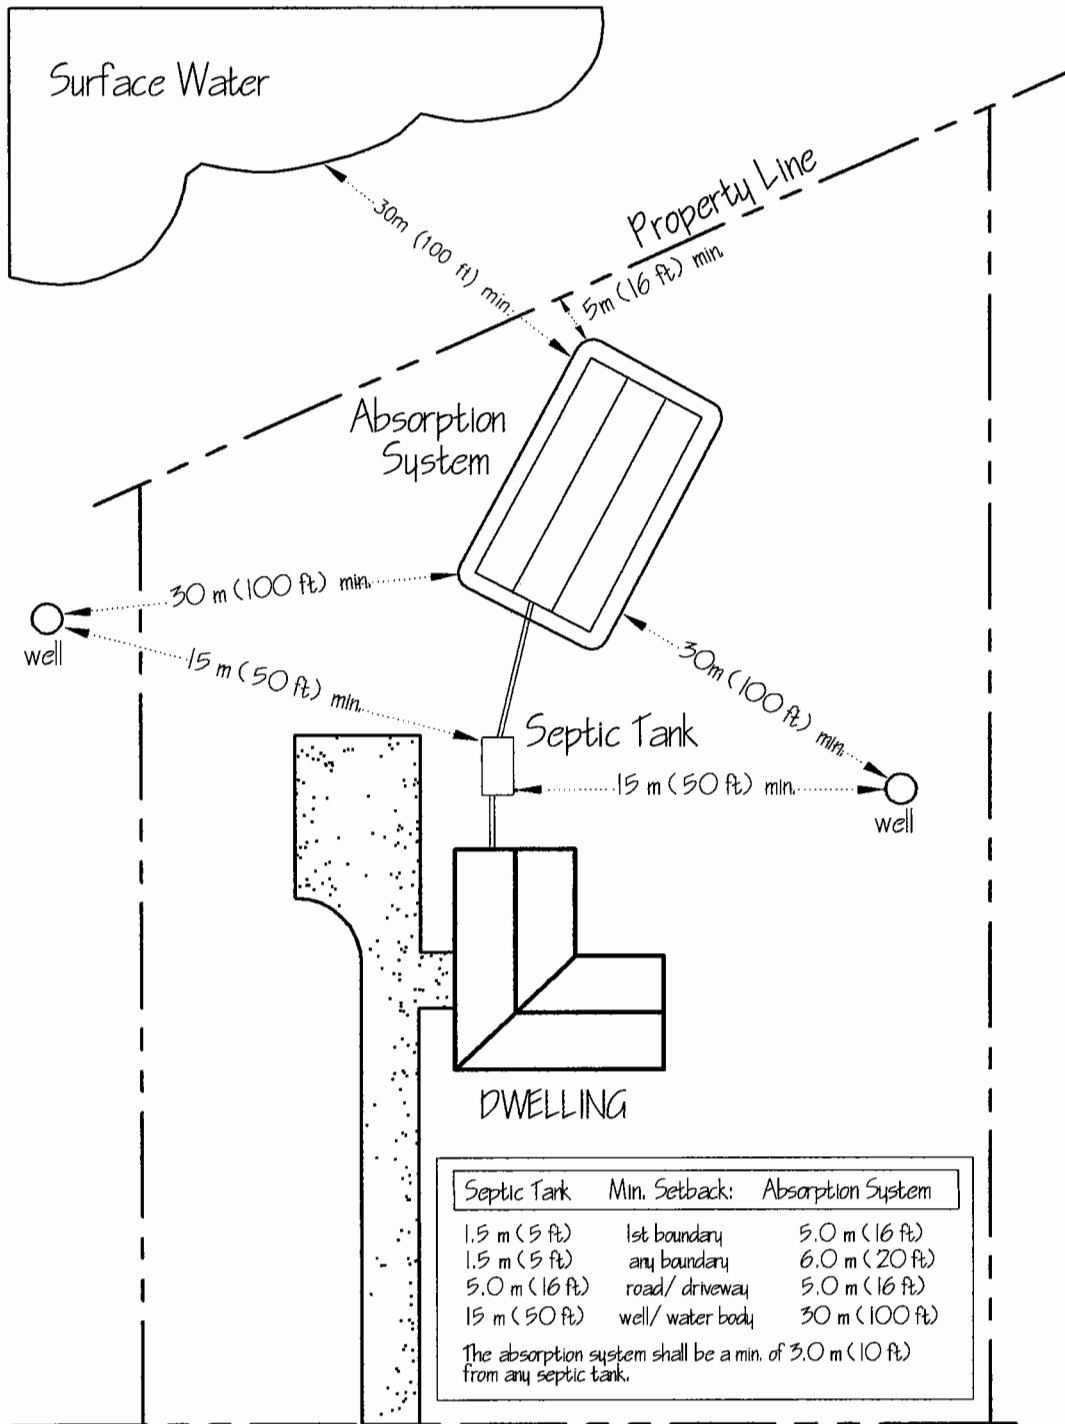 Surface Water
30m (100 ft) min.
Property Line
5m (16 ft) min.
Absorption
System
30 m (100 ft) min.
well
15 m (50 ft) min.
30m (100 ft) min.
Septic Tank
15 m (50 ft) min.
well
DWELLING
Septic Tank Min. Setback: Absorption System
1.5 m (5 ft) 1st boundary 5.0 m (16 ft)
1.5 m (5 ft) any boundary 6.0 m (20 ft)
5.0 m (16 ft) road/ driveway 5.0 m (16 ft)
15 m (50 ft) well/ water body 30 m (100 ft)
The absorption system shall be a min. of 3.0 m (10 ft)
from any septic tank.